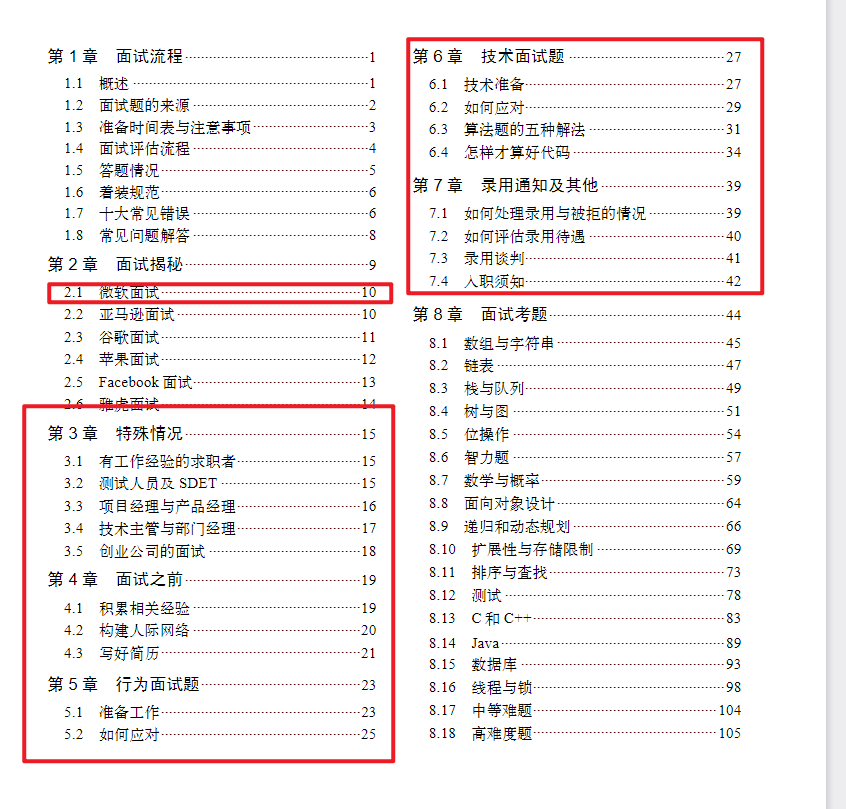 第 1 章 面试流程 1
1.1 概述 1
1.2 面试题的来源 2
1.3 准备时间表与注意事项 3
1.4 面试评估流程 4
1.5 答题情况 5
1.6 着装规范 6
1.7 十大常见错误 6
1.8 常见问题解答 8
第 2 章 面试揭秘 9
2.1 微软面试 10
2.2 亚马逊面试 10
2.3 谷歌面试 11
2.4 苹果面试 12
2.5 Facebook 面试 13
2.6 雅虎面试 14
第 3 章 特殊情况 15
3.1 有工作经验的求职者 15
3.2 测试人员及 SDET 15
3.3 项目经理与产品经理 16
3.4 技术主管与部门经理 17
3.5 创业公司的面试 18
第 4 章 面试之前 19
4.1 积累相关经验 19
4.2 构建人际网络 20
4.3 写好简历 21
第 5 章 行为面试题 23
5.1 准备工作 23
5.2 如何应对 25
第 6 章 技术面试题 27
6.1 技术准备 27
6.2 如何应对 29
6.3 算法题的五种解法 31
6.4 怎样才算好代码 34
第 7 章 录用通知及其他 39
7.1 如何处理录用与被拒的情况 39
7.2 如何评估录用待遇 40
7.3 录用谈判 41
7.4 入职须知 42
第 8 章 面试考题 44
8.1 数组与字符串 45
8.2 链表 47
8.3 栈与队列 49
8.4 树与图 51
8.5 位操作 54
8.6 智力题 57
8.7 数学与概率 59
8.8 面向对象设计 64
8.9 递归和动态规划 66
8.10 扩展性与存储限制 69
8.11 排序与查找 73
8.12 测试 78
8.13 C 和 C++ 83
8.14 Java 89
8.15 数据库 93
8.16 线程与锁 98
8.17 中等难题 104
8.18 高难度题 105